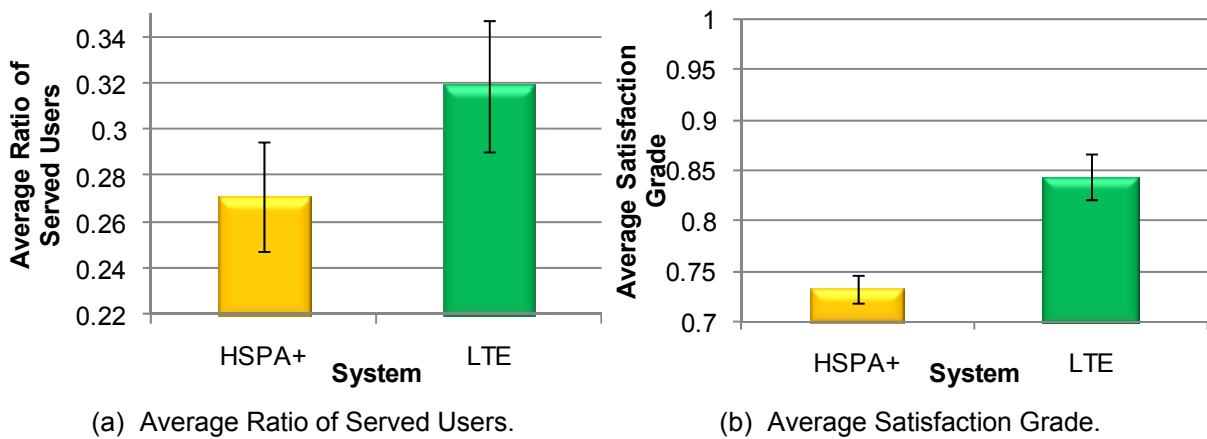 Average Ratio of
Served Users
0.34
0.32
0.3
0.28
0.26
0.24
0.22
HSPA+
LTE
System
(a) Average Ratio of Served Users.
Average Satisfaction
Grade
1
0.95
0.9
0.85
0.8
0.75
0.7
HSPA+
LTE
System
(b) Average Satisfaction Grade.